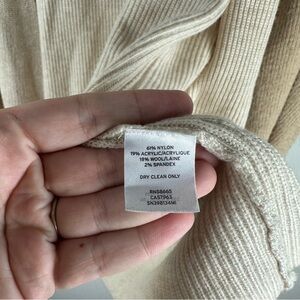 61% NYLON
19% ACRYLIC/ACRYLIQUE
18% WOOL/LAINE
2% SPANDEX
DRY CLEAN ONLY
RN58665
CA57963